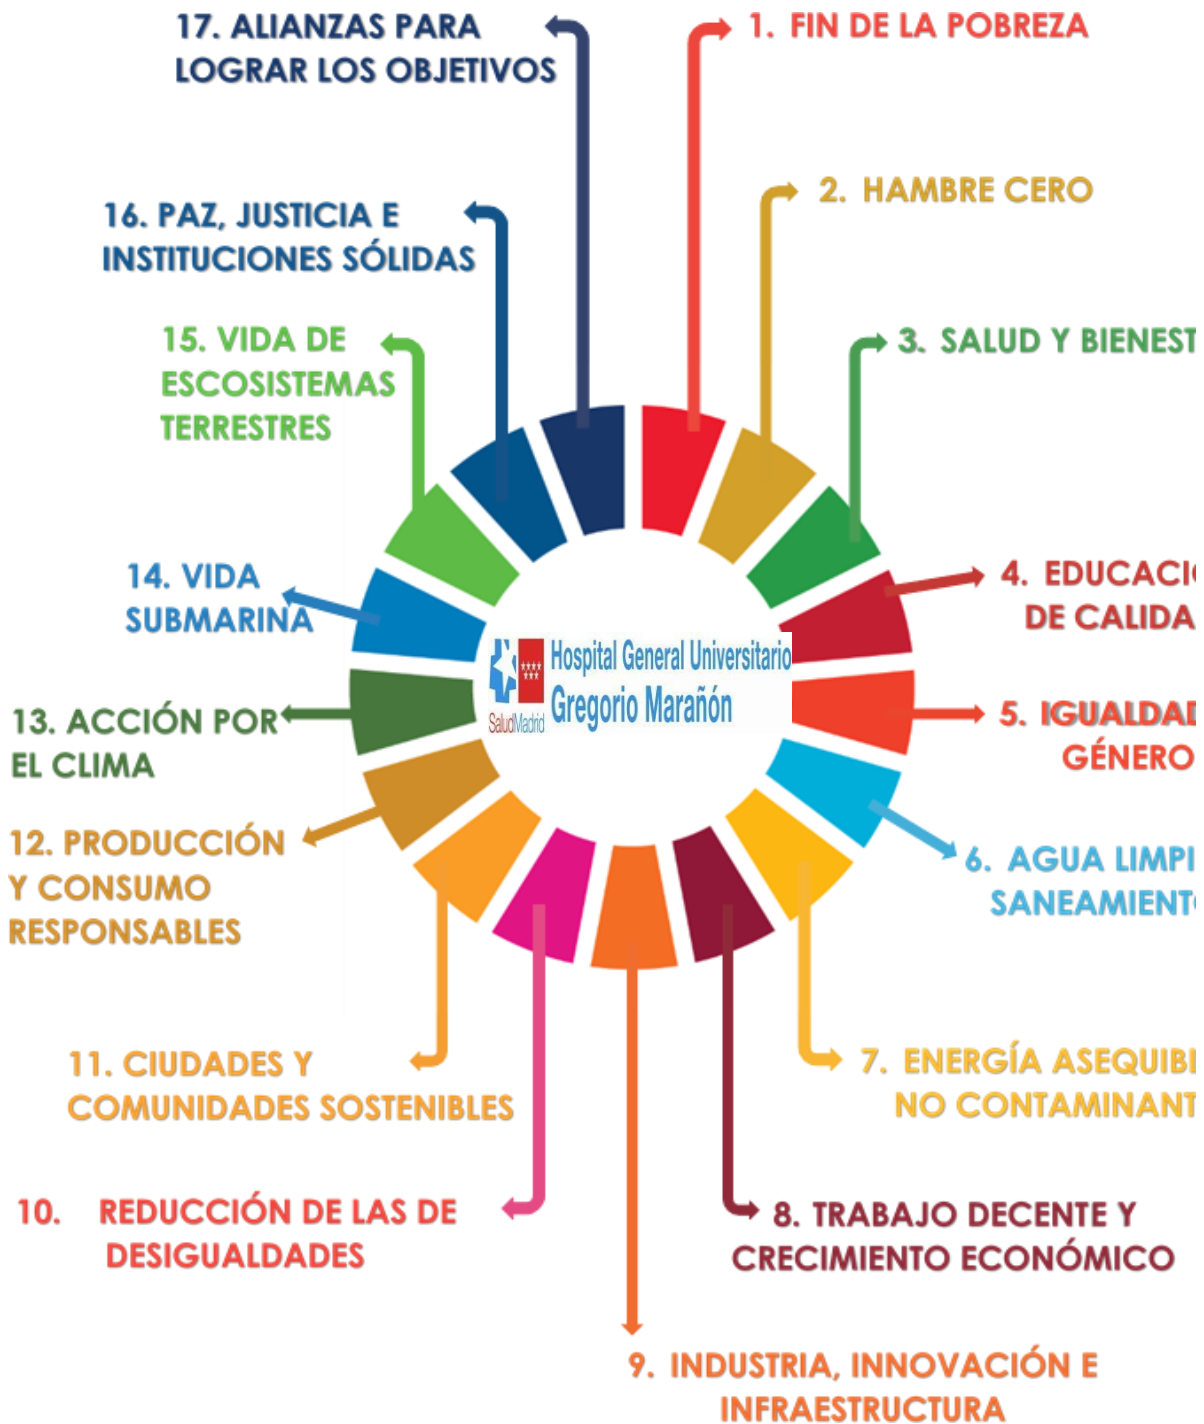 1. FIN DE LA POBREZA
2. HAMBRE CERO
3. SALUD Y BIENEST
4. EDUCACIÓ
DE CALIDA
5. IGUALDAD
GÉNERO
6. AGUA LIMPI
SANEAMIENTO
7. ENERGÍA ASEQUIBLE
NO CONTAMINANT
8. TRABAJO DECENTE Y
CRECIMIENTO ECONÓMICO
9. INDUSTRIA, INNOVACIÓN E
INFRAESTRUCTURA
10. REDUCCIÓN DE LAS DE
DESIGUALDADES
11. CIUDADES Y
COMUNIDADES SOSTENIBLES
12. PRODUCCIÓN
Y CONSUMO
RESPONSABLES
13. ACCIÓN POR
EL CLIMA
14. VIDA
SUBMARINA
15. VIDA DE
ESCOSISTEMAS
TERRESTRES
16. PAZ, JUSTICIA E
INSTITUCIONES SÓLIDAS
17. ALIANZAS PARA
LOGRAR LOS OBJETIVOS
Hospital General Universitario
Gregorio Marañón
SaludMadrid